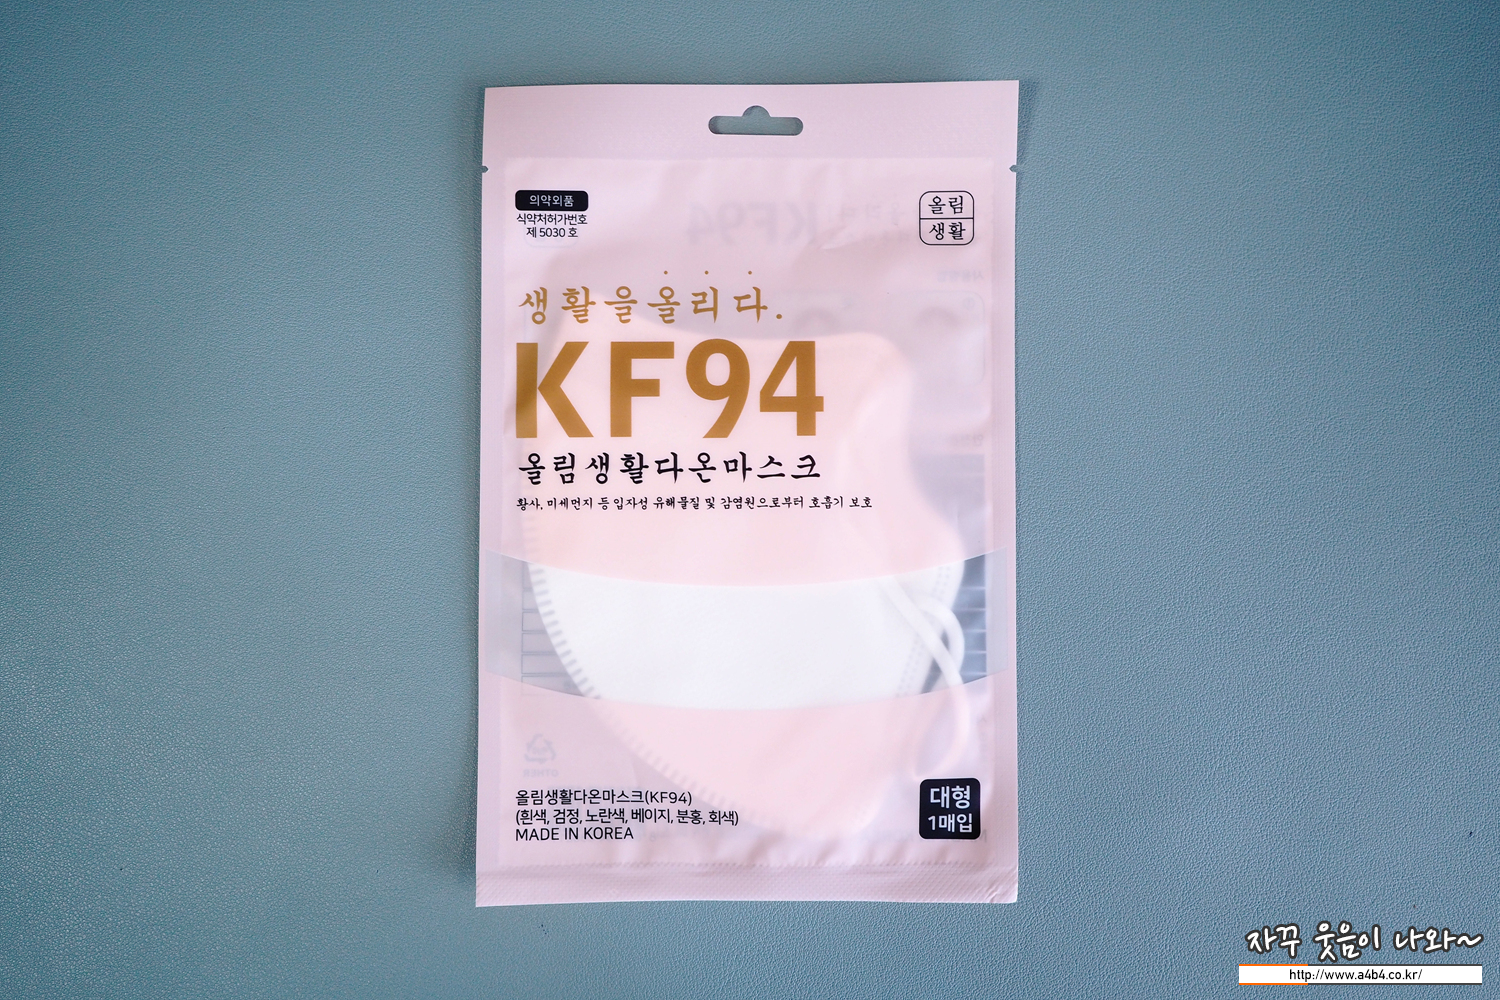 의약외품
식약처허가번호
제 5030 호
올림
생활
생활을올리다.
KF94
올림생활다온마스크
황사, 미세먼지 등 입자성 유해물질 및 감염원으로부터 호흡기 보호
OTHER
올림생활다온마스크(KF94)
(흰색, 검정, 노란색, 베이지, 분홍, 회색)
MADE IN KOREA
대형
1매입
자꾸 웃음이 나와~
http://www.a4b4.co.kr/